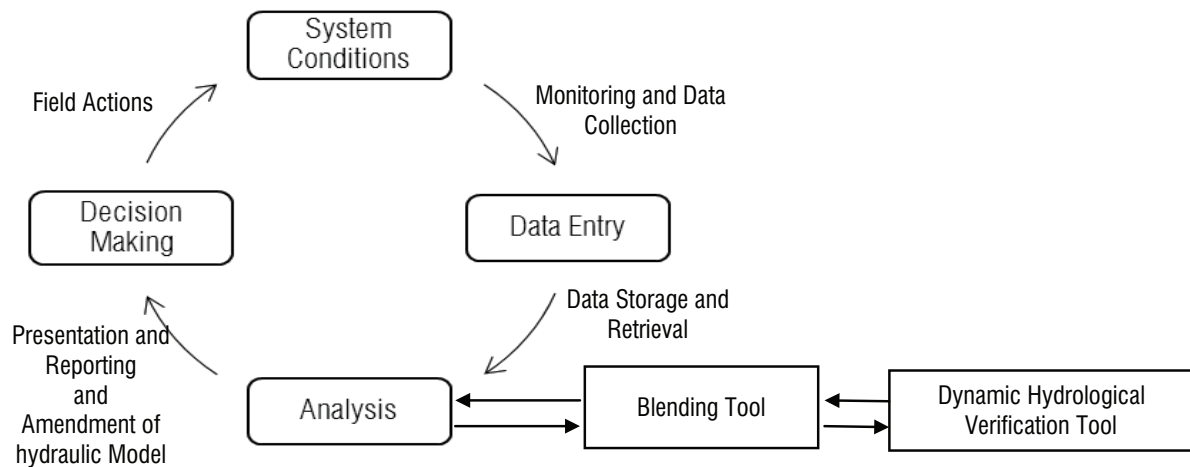 System
Conditions
Field Actions
Monitoring and Data
Collection
Decision
Making
Data Entry
Data Storage and
Retrieval
Presentation and
Reporting
and
Amendment of
hydraulic Model
Analysis
Blending Tool
Dynamic Hydrological
Verification Tool